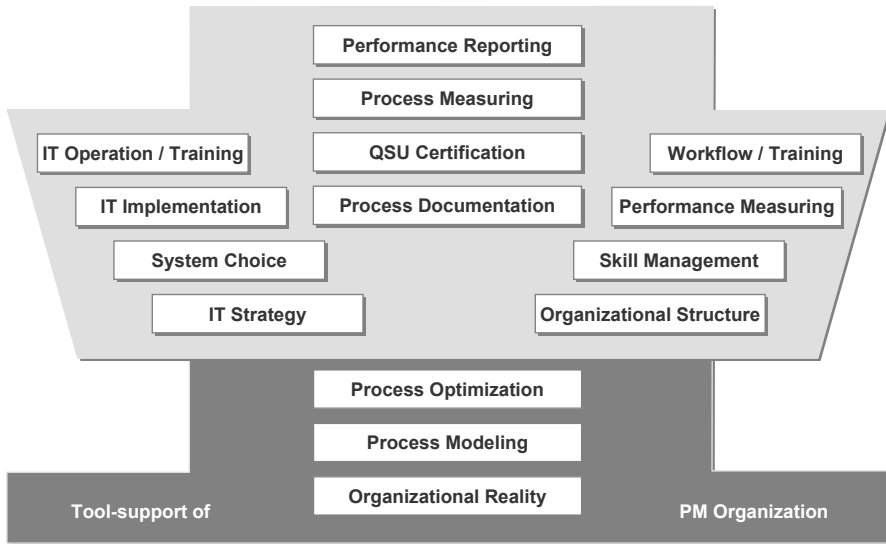 Performance Reporting
Process Measuring
IT Operation / Training
QSU Certification
Workflow / Training
IT Implementation
Process Documentation
Performance Measuring
System Choice
Skill Management
IT Strategy
Organizational Structure
Process Optimization
Process Modeling
Tool-support of
Organizational Reality
PM Organization